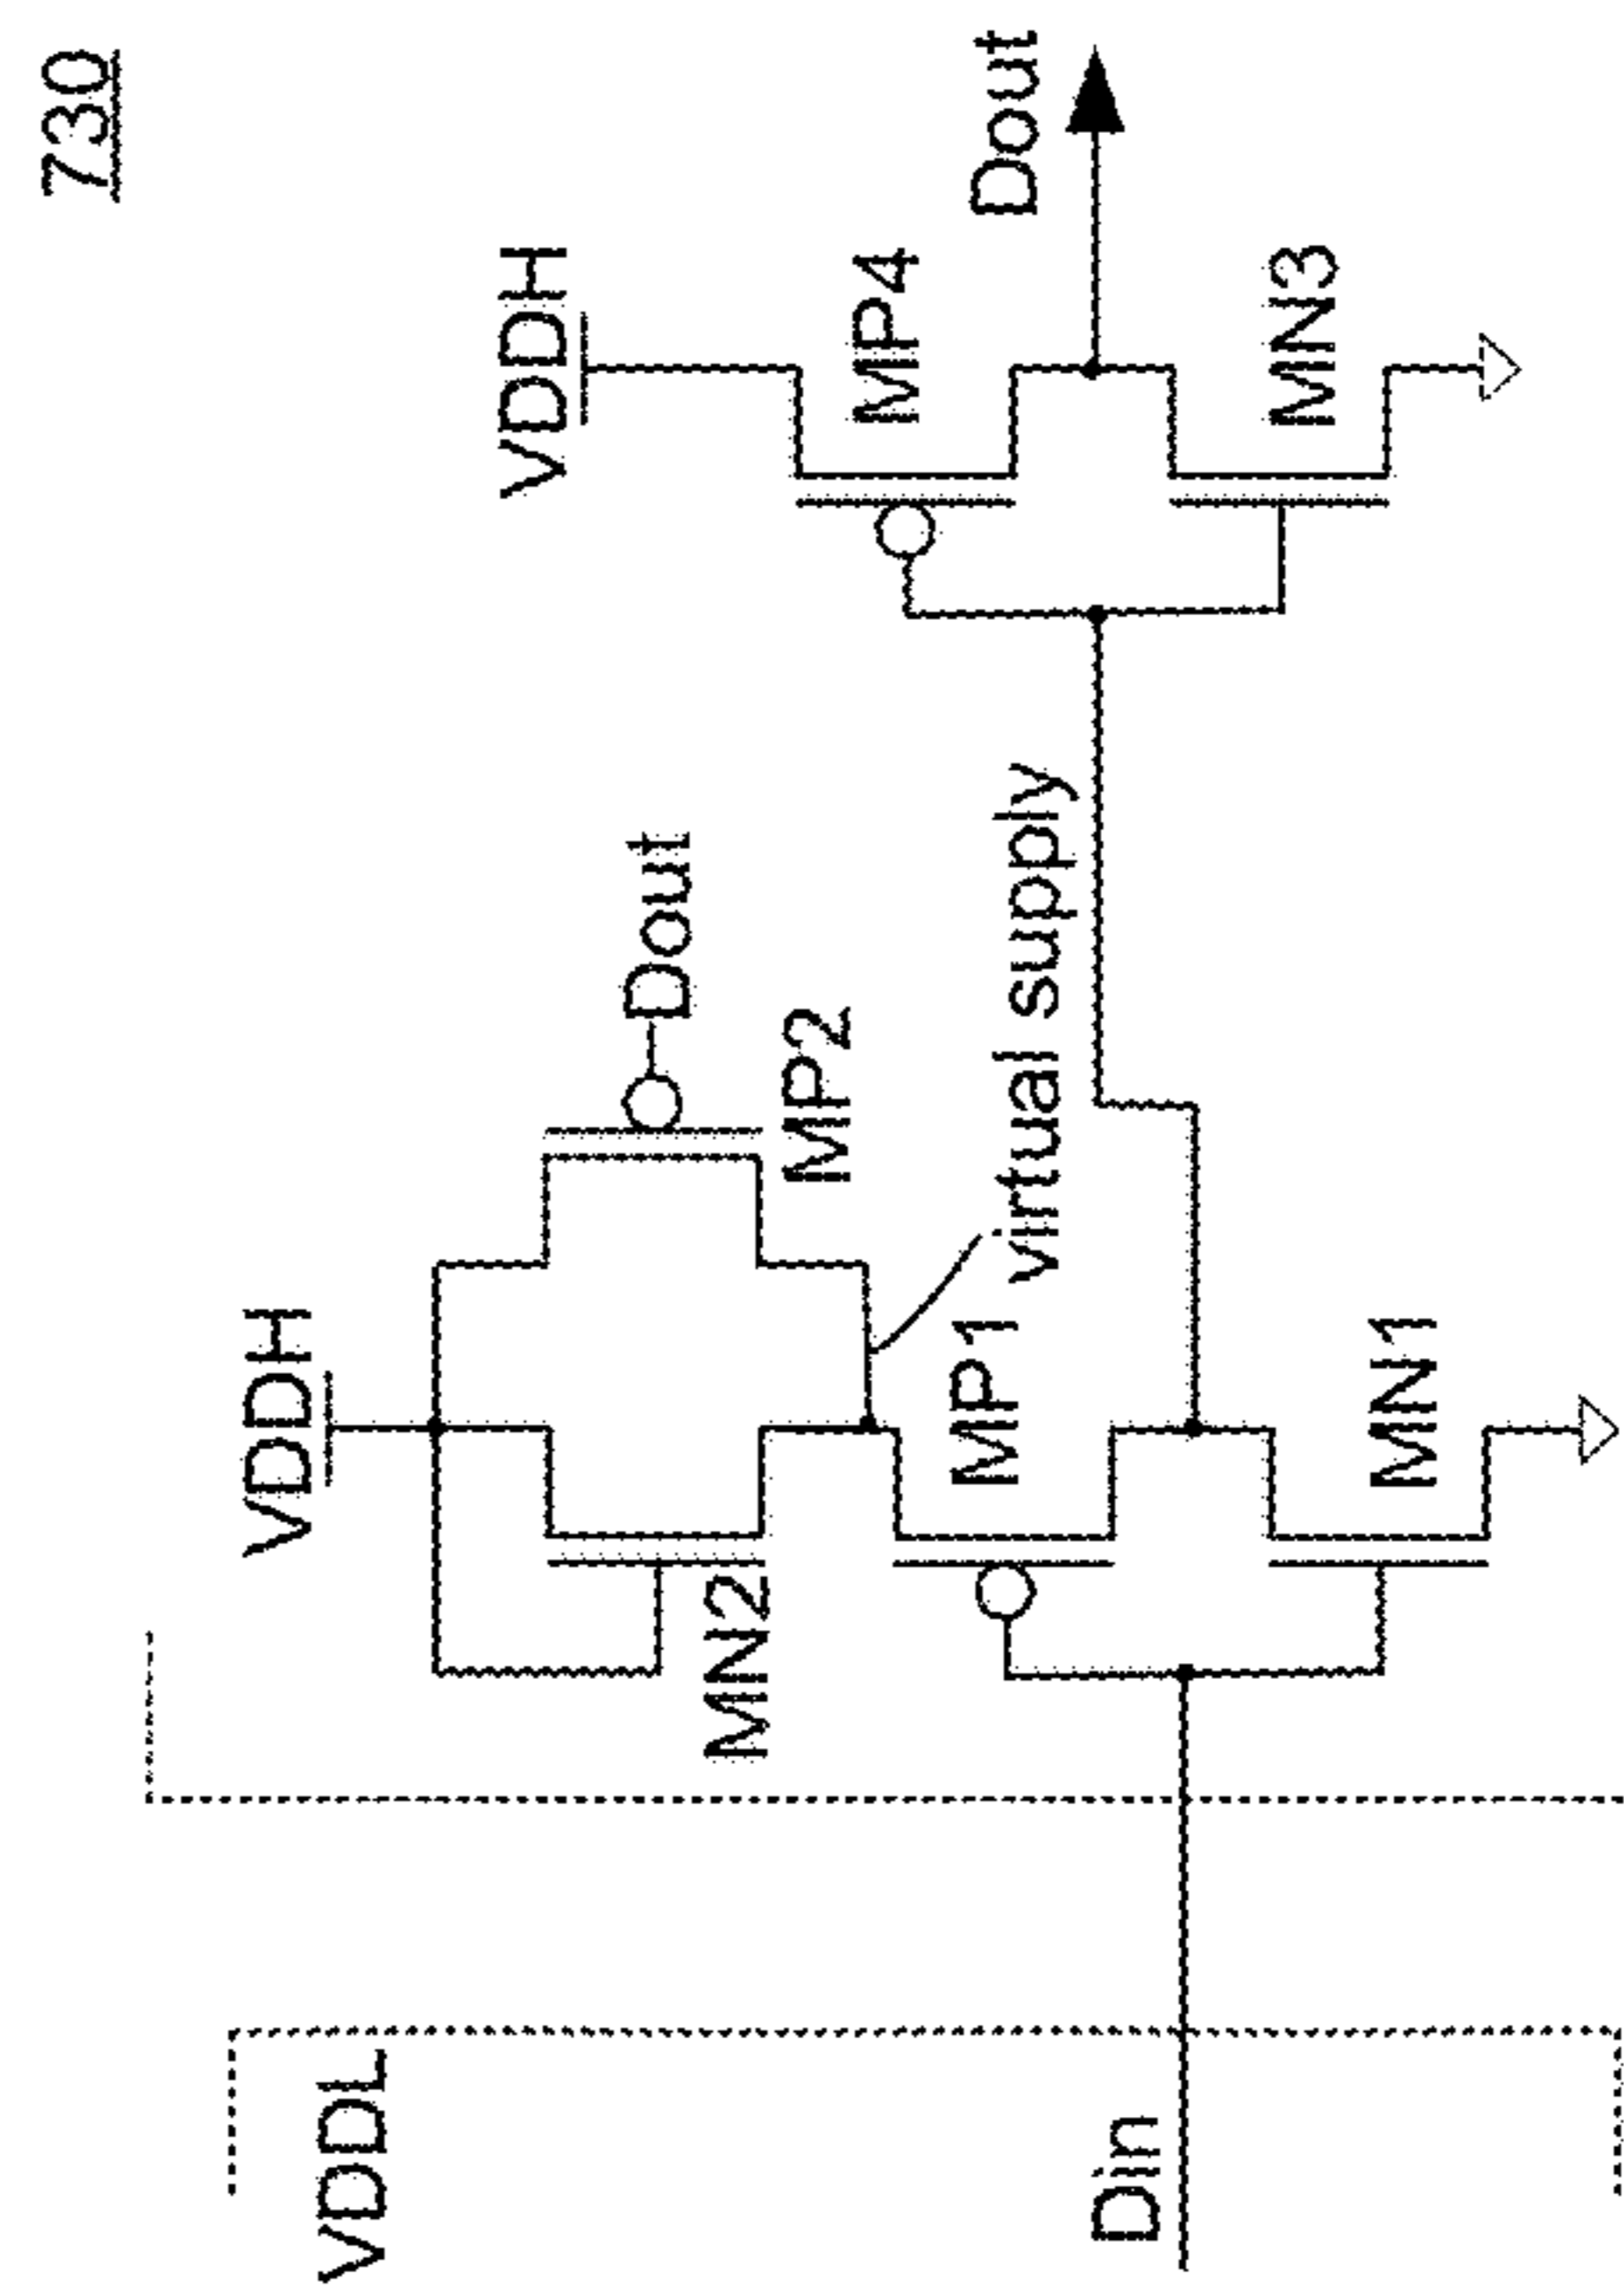 730
VDDL
VDDH
VDDH
Dout
MN2
MP2
MP4
Dout
virtual supply
MP1
Din
MN1
MN3